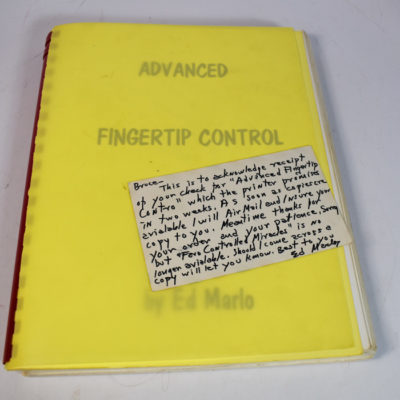 ADVANCED
FINGERTIP CONTROL
Bruce-
This is to acknowledge receipt
of your check for "Advanced Fingertip
Control" which the printer promises
in two weeks. As soon as copies are
avialable I will Air Mail and Insure your
copy to you. Meantime thanks for
your order and your patience. Sorry
but "Faro Controlled Miracles" is no
longer avialable. Should I come across a
copy will let you know. Best to you
Ed Marlo
by Ed Marlo